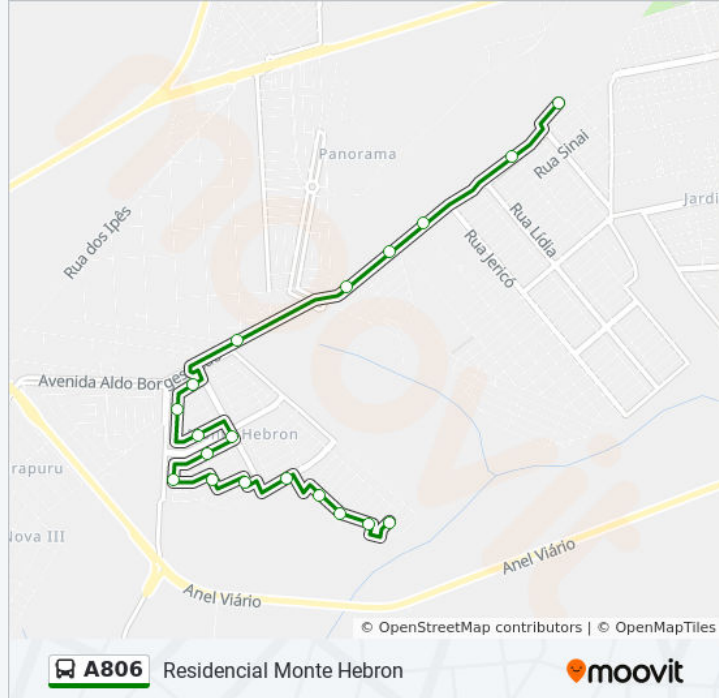 Panorama
Rua Sinai
Jardi
Rua dos Ipês
Rua Lídia
Rua Jericó
Avenida Aldo Borges
Hebron
rapuru
Nova III
Anel Viário
Anel Viário
© OpenStreetMap contributors | © OpenMapTiles
A806 Residencial Monte Hebron
moovit
moovit